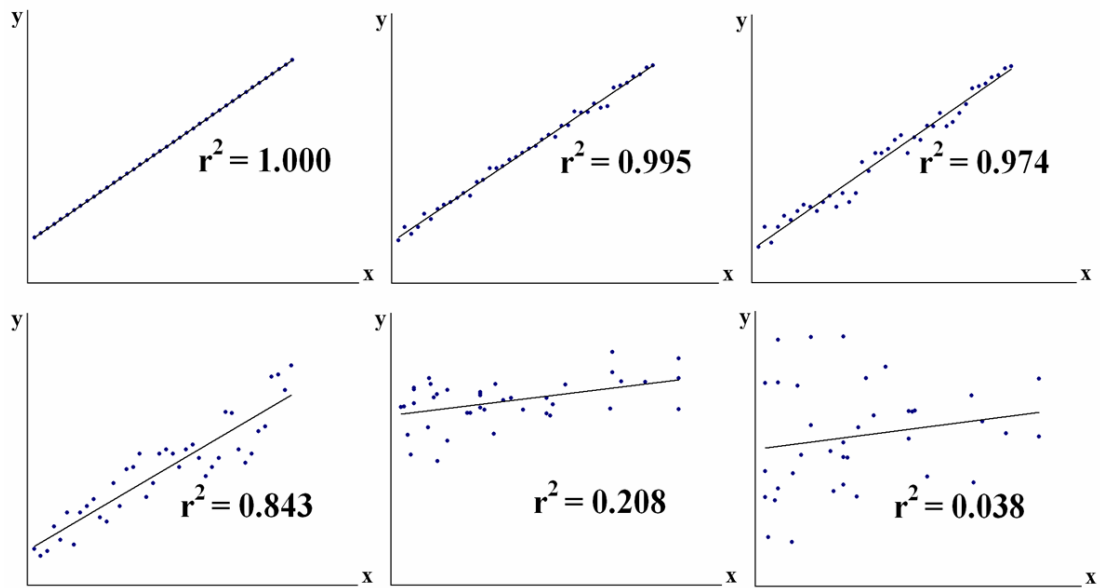 y
r² = 1.000
x
y
r² = 0.995
x
y
r² = 0.974
x
y
r² = 0.843
x
y
r² = 0.208
x
y
r² = 0.038
x